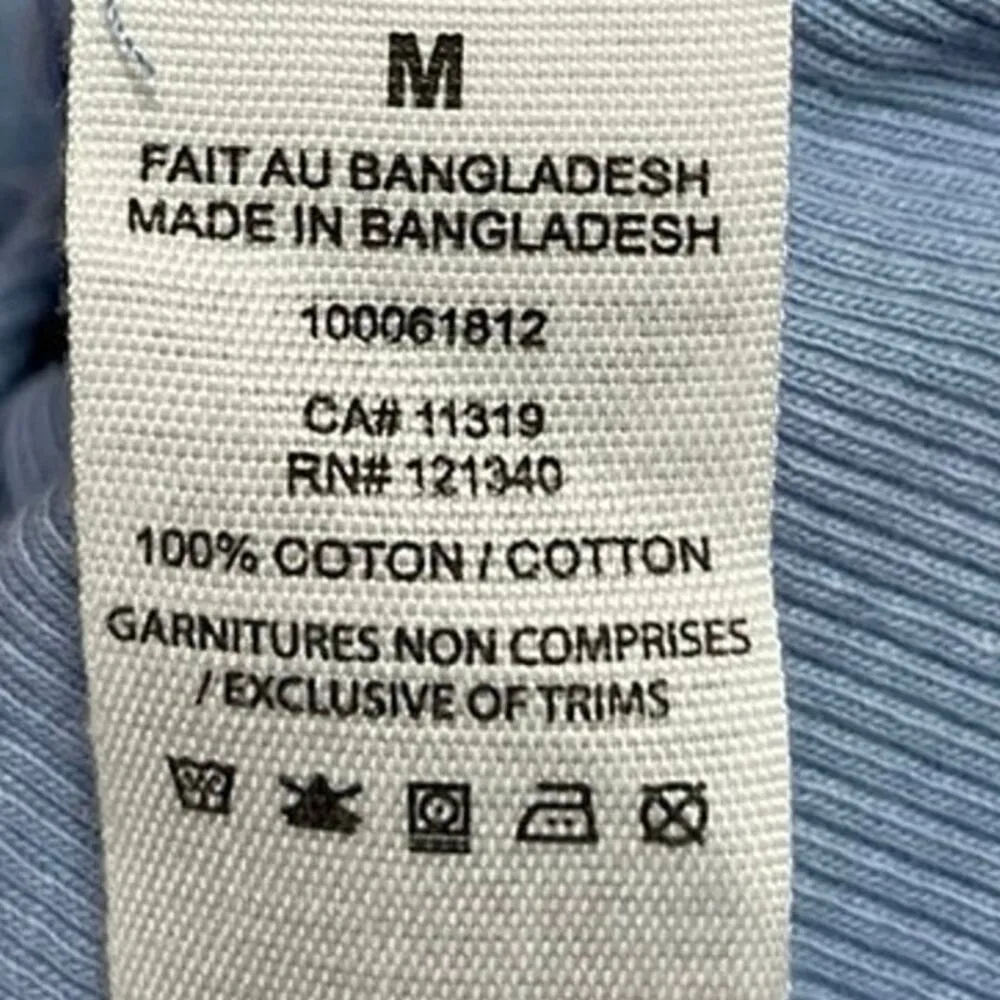 M
FAIT AU BANGLADESH
MADE IN BANGLADESH
100061812
CA# 11319
RN# 121340
100% COTON / COTTON
GARNITURES NON COMPRISES
/ EXCLUSIVE OF TRIMS